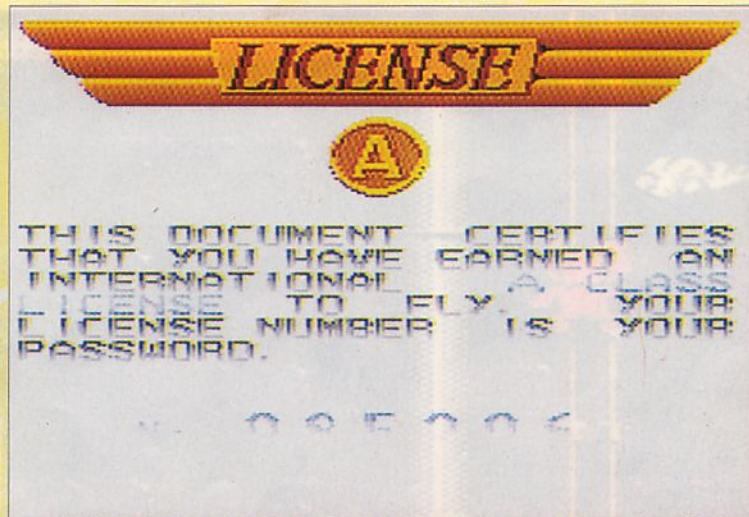 LICENSE
A
THIS DOCUMENT CERTIFIES
THAT YOU HAVE EARNED AN
INTERNATIONAL A CLASS
LICENSE TO FLY. YOUR
LICENSE NUMBER IS YOUR
PASSWORD.